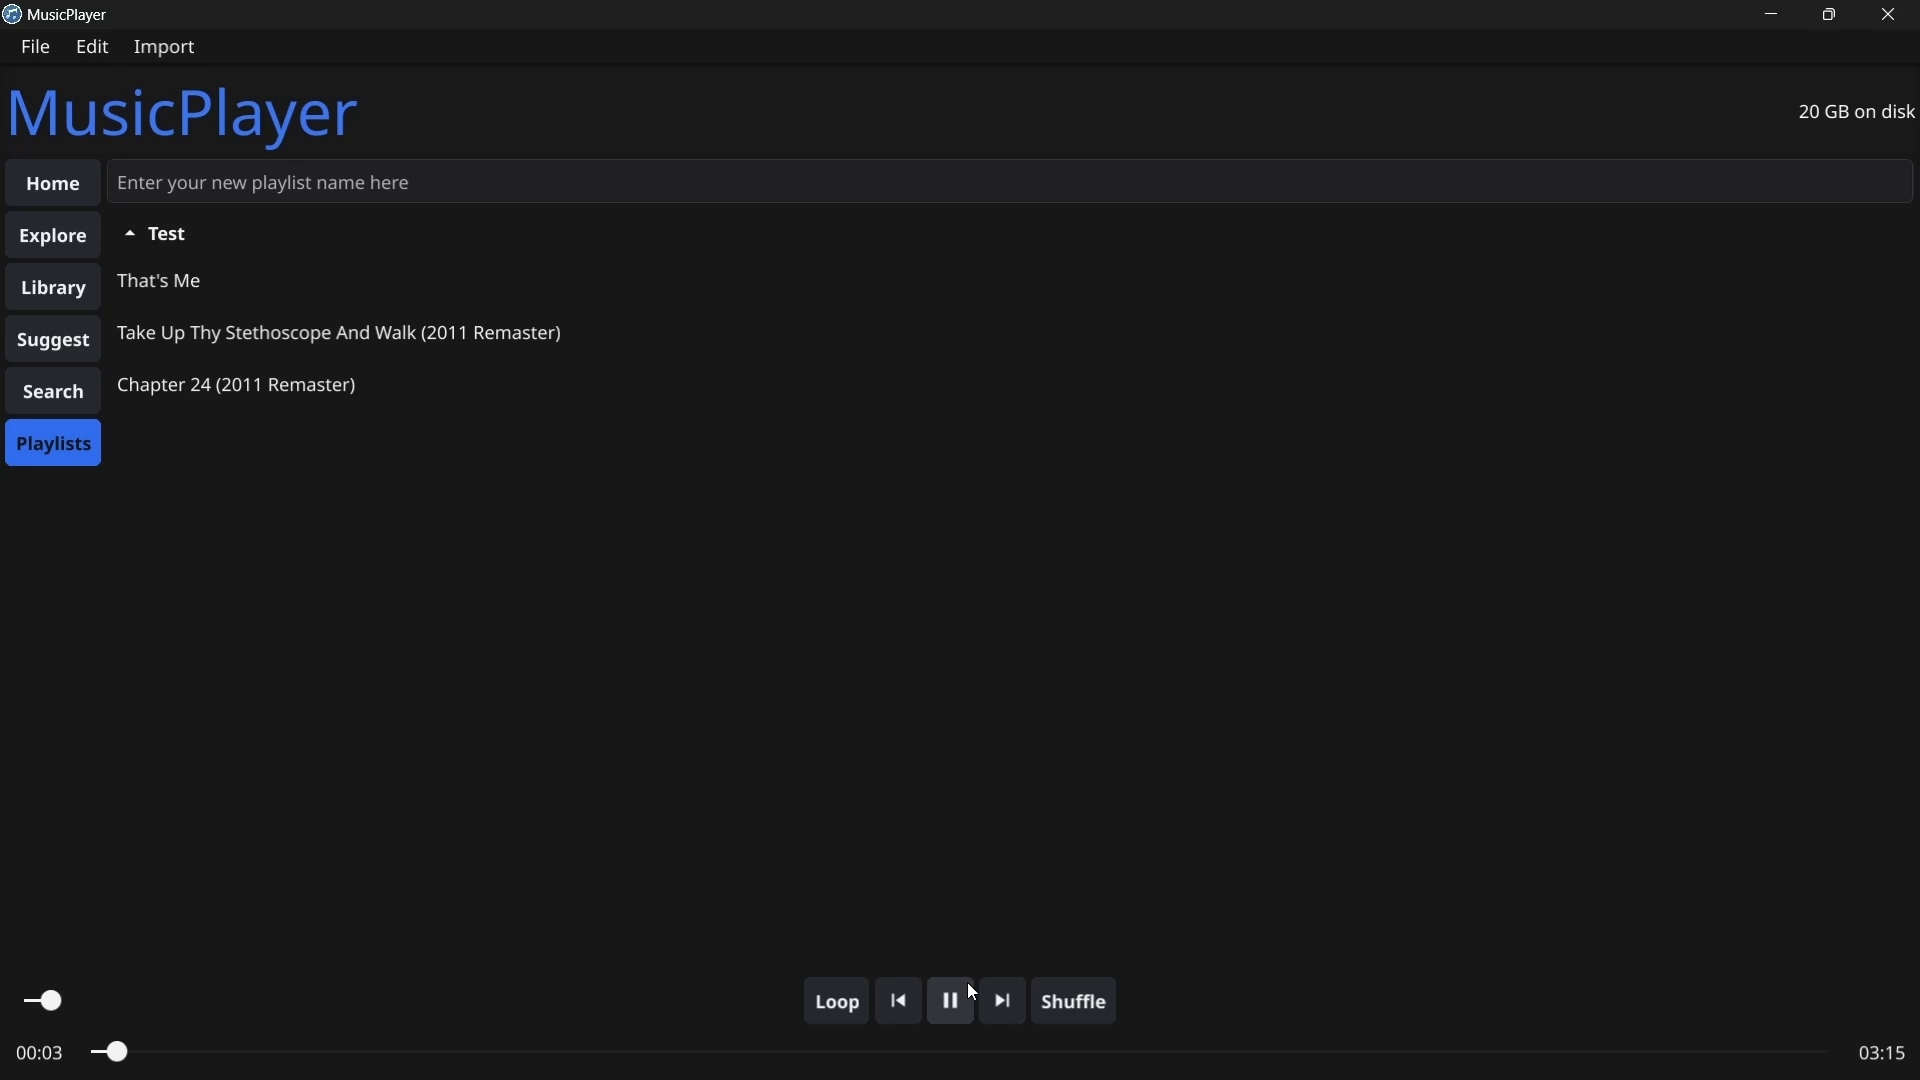 MusicPlayer
File Edit Import
MusicPlayer
20 GB on disk
Home
Enter your new playlist name here
Explore
Test
Library
That's Me
Suggest
Take Up Thy Stethoscope And Walk (2011 Remaster)
Search
Chapter 24 (2011 Remaster)
Playlists
Loop
Shuffle
00:03
03:15